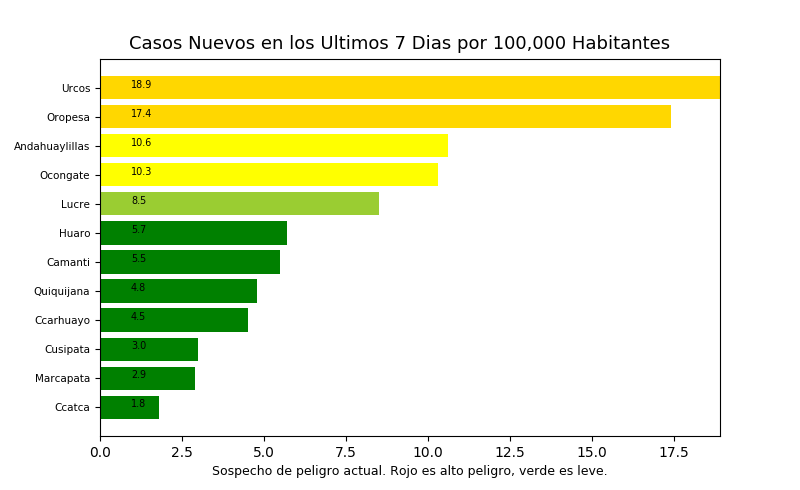 Casos Nuevos en los Ultimos 7 Dias por 100,000 Habitantes
Urcos 18.9
Oropesa 17.4
Andahuaylillas 10.6
Ocongate 10.3
Lucre 8.5
Huaro 5.7
Camanti 5.5
Quiquijana 4.8
Ccarhuayo 4.5
Cusipata 3.0
Marcapata 2.9
Ccatca 1.8
0.0 2.5 5.0 7.5 10.0 12.5 15.0 17.5
Sospecho de peligro actual. Rojo es alto peligro, verde es leve.